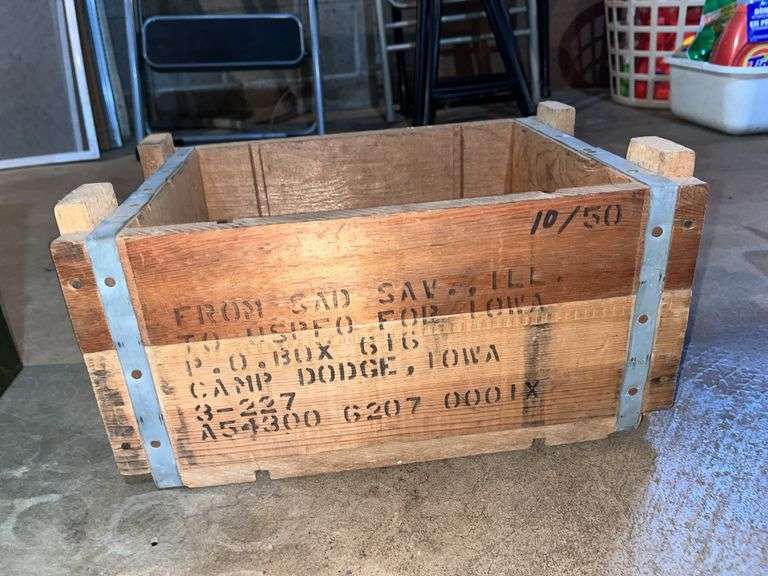 10/50
FROM SAD SAV., ILL.
TO USPFO FOR IOWA
P.O.BOX 616
CAMP DODGE, IOWA
3-227
A54300 6207 0001X